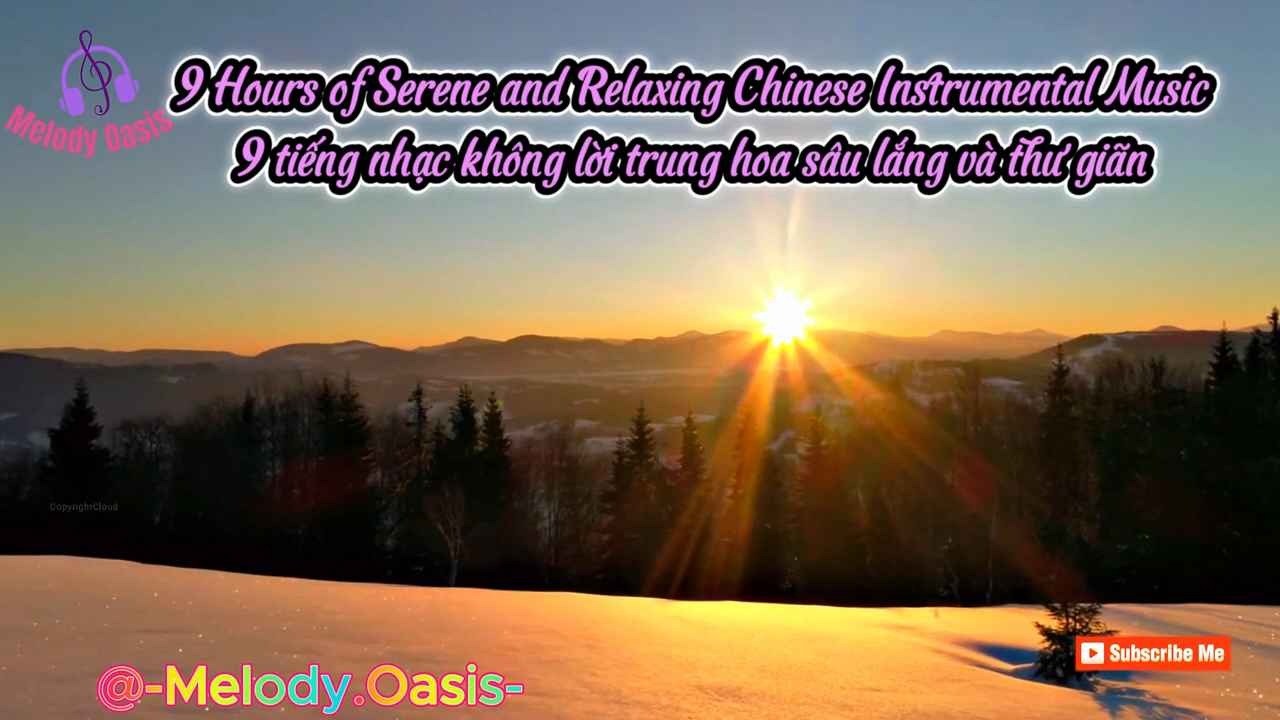 Melody Oasis
9 Hours of Serene and Relaxing Chinese Instrumental Music
9 tiếng nhạc không lời trung hoa sâu lắng và thư giãn
CopyrightCloud
Subscribe Me
@-Melody.Oasis-